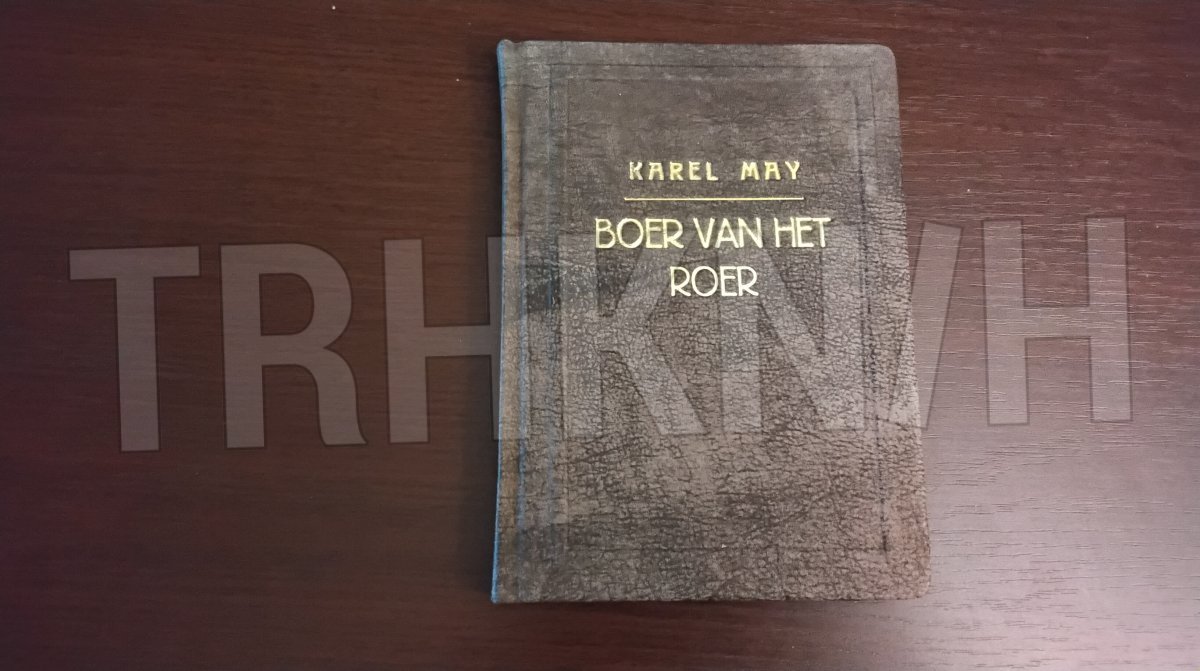 KAREL MAY
BOER VAN HET
ROER
TRHKNVH